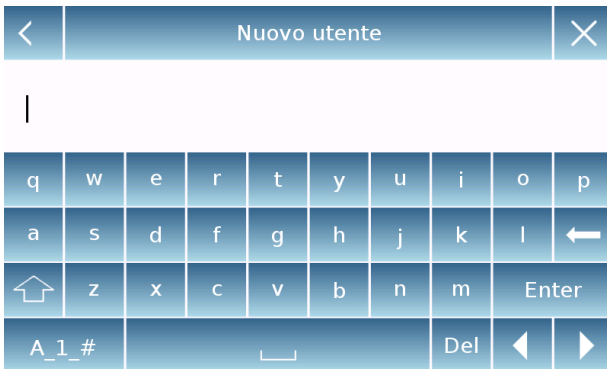 Nuovo utente
q w e r t y u i o p
a s d f g h j k l
z x c v b n m Enter
A_1_# Del